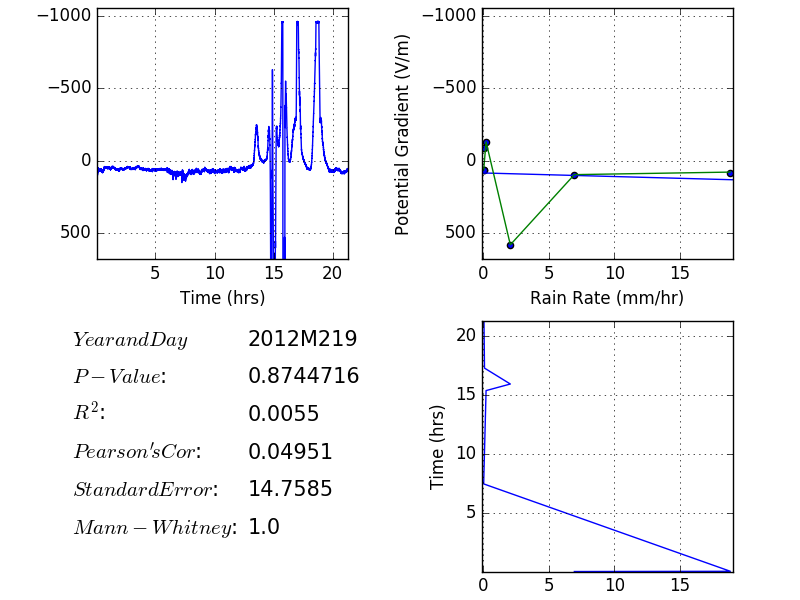 −1000
−500
0
500
5 10 15 20
Time (hrs)
−1000
−500
0
500
Potential Gradient (V/m)
0 5 10 15
Rain Rate (mm/hr)
YearandDay 2012M219
P−Value: 0.8744716
R²: 0.0055
Pearson'sCor: 0.04951
StandardError: 14.7585
Mann−Whitney: 1.0
20
15
10
5
Time (hrs)
0 5 10 15